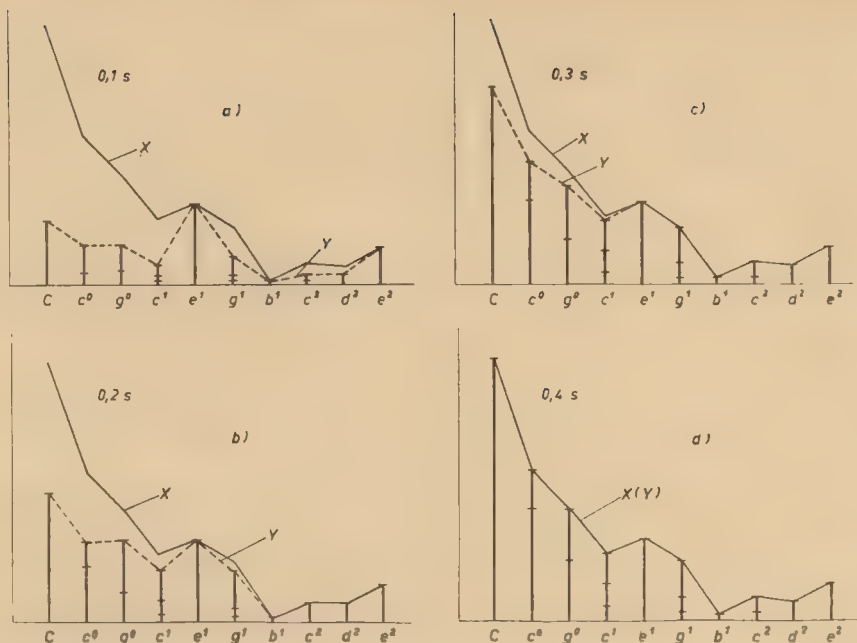 0,1 s
a)
X
Y
C c⁰ g⁰ c¹ e¹ g¹ b¹ c² d² e²
0,3 s
c)
X
Y
C c⁰ g⁰ c¹ e¹ g¹ b¹ c² d² e²
0,2 s
b)
X
Y
C c⁰ g⁰ c¹ e¹ g¹ b¹ c² d² e²
0,4 s
d)
X(Y)
C c⁰ g⁰ c¹ e¹ g¹ b¹ c² d² e²